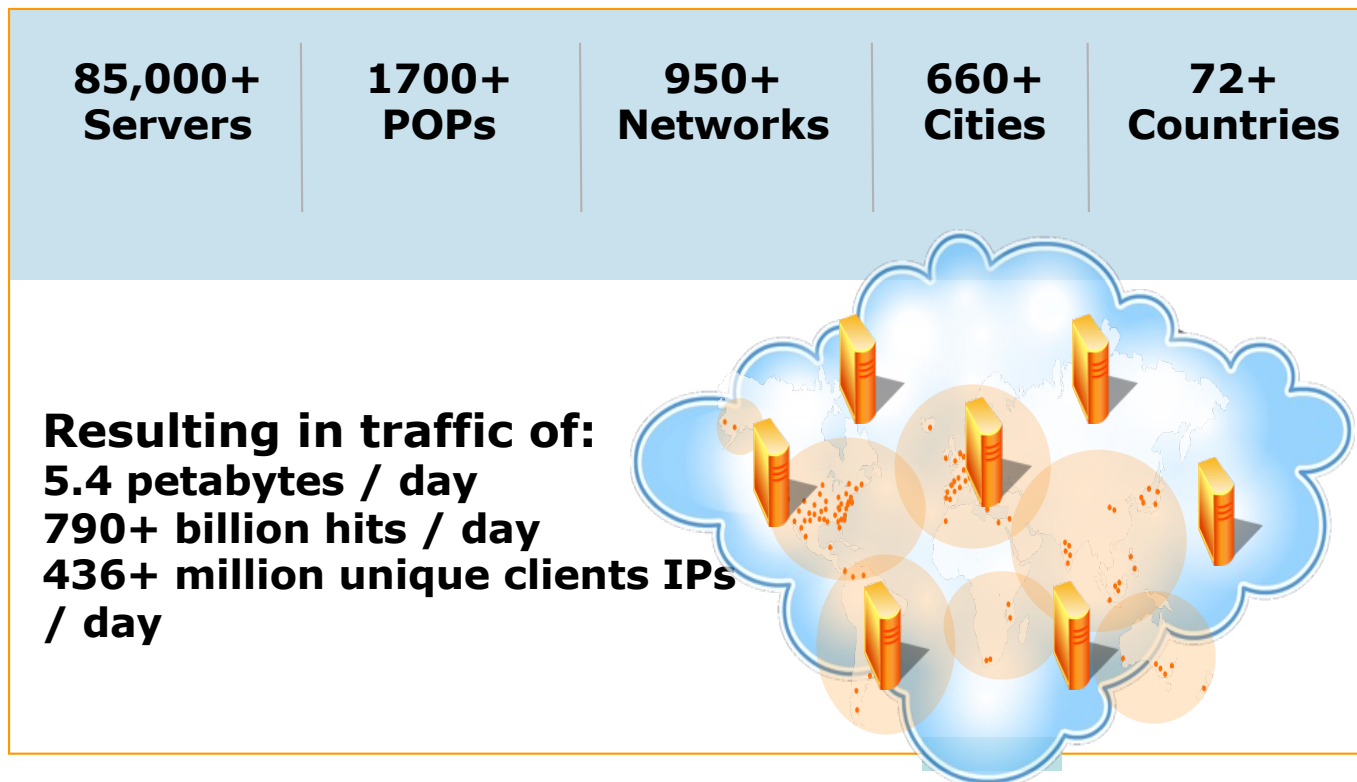 85,000+
Servers
1700+
POPs
950+
Networks
660+
Cities
72+
Countries
Resulting in traffic of:
5.4 petabytes / day
790+ billion hits / day
436+ million unique clients IPs
/ day